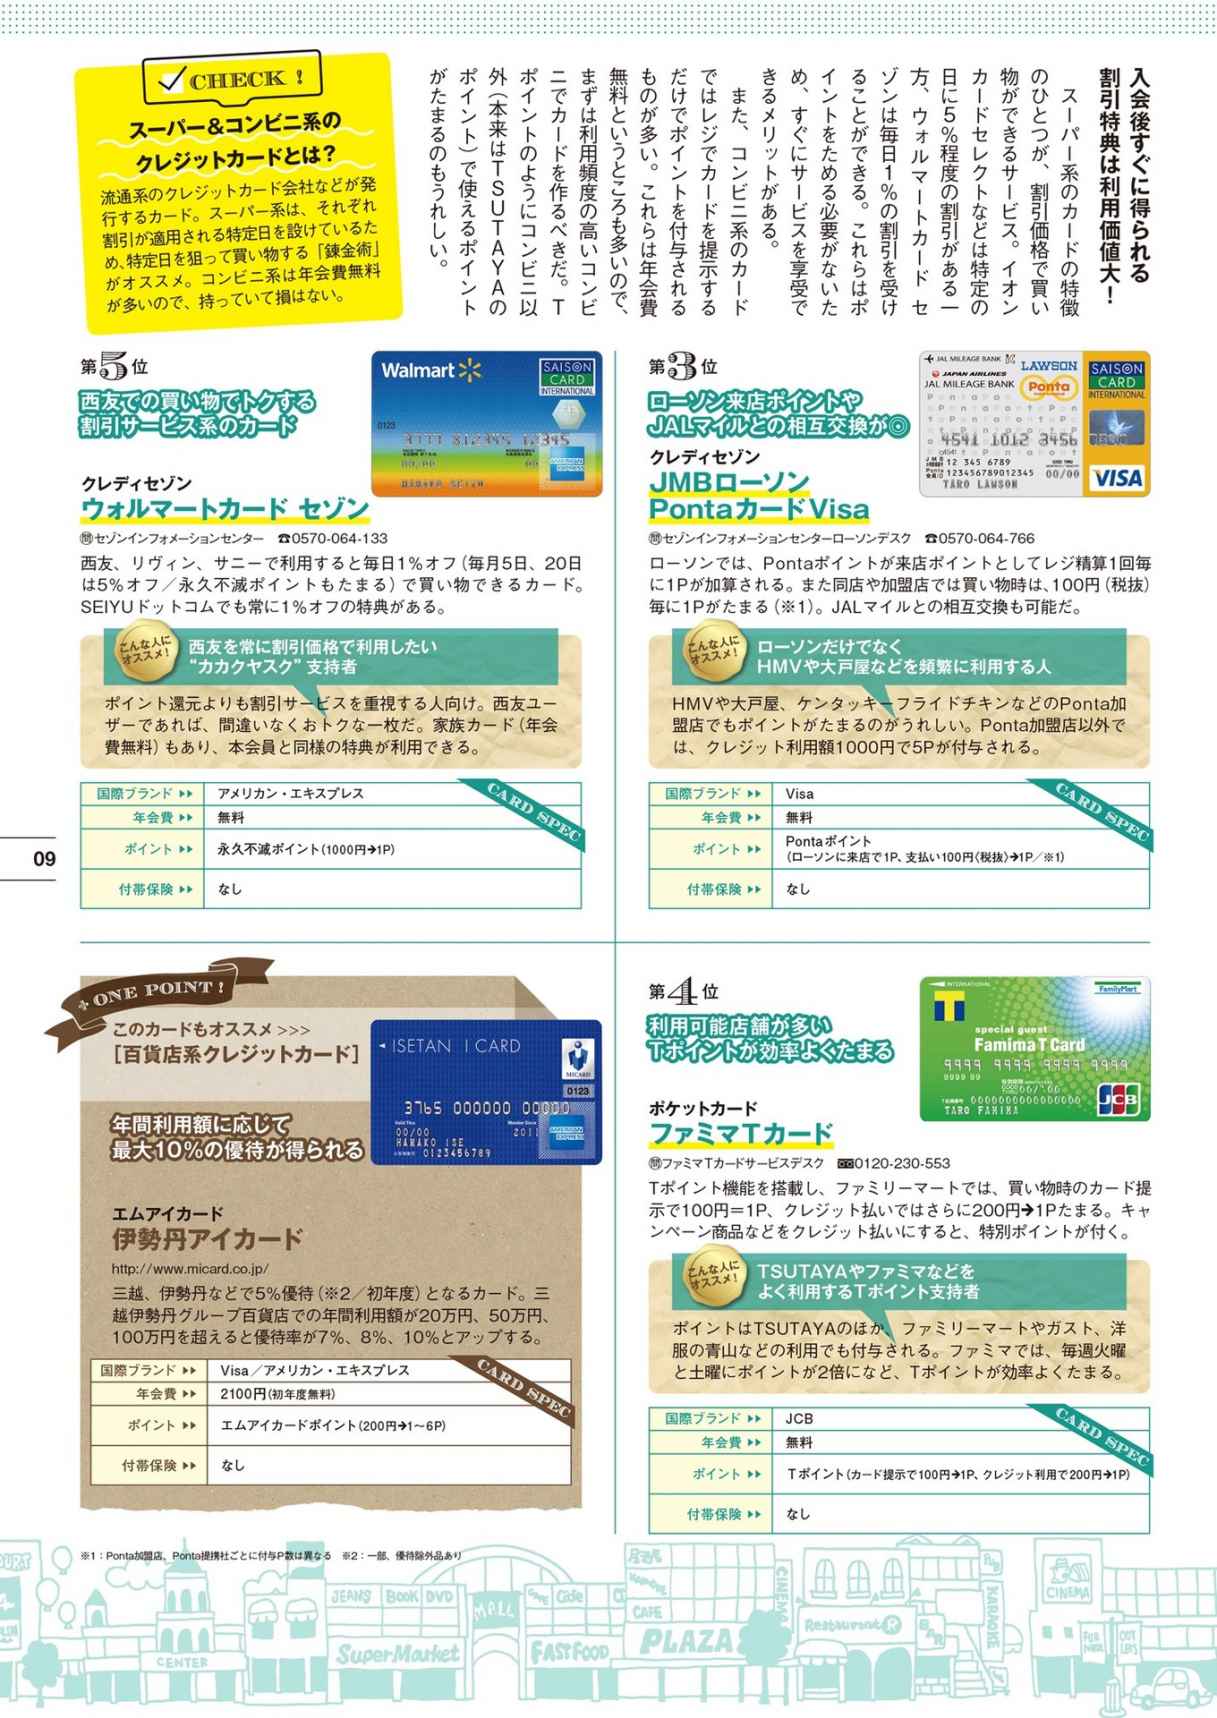 入会後すぐに得られる
割引特典は利用価値大！
スーパー系のカードの特徴
のひとつが、割引価格で買い
物ができるサービス。イオン
カードセレクトなどは特定の
日に5％程度の割引がある一
方、ウォルマートカード セ
ゾンは毎日1％の割引を受け
ることができる。これらはポ
イントをためる必要がないた
め、すぐにサービスを享受で
きるメリットがある。
また、コンビニ系のカード
ではレジでカードを提示する
だけでポイントを付与される
ものが多い。これらは年会費
無料というところも多いので、
まずは利用頻度の高いコンビ
ニでカードを作るべきだ。T
ポイントのようにコンビニ以
外（本来はTSUTAYAの
ポイント）で使えるポイント
がたまるのもうれしい。
CHECK！
スーパー＆コンビニ系の
クレジットカードとは？
流通系のクレジットカード会社などが発
行するカード。スーパー系は、それぞれ
割引が適用される特定日を設けているた
め、特定日を狙って買い物する「錬金術」
がオススメ。コンビニ系は年会費無料
が多いので、持っていて損はない。
第3位
ローソン来店ポイントや
JALマイルとの相互交換が◎
クレディセゾン
JMBローソン
PontaカードVisa
JAL MILEAGE BANK
JAPAN AIRLINES
JAL MILEAGE BANK
LAWSON
Ponta
SAISON
CARD
INTERNATIONAL
4541 1012 3456
12 345 6789
123456789012345 00/00
TARO LAWSON
VISA
㉄セゾンインフォメーションセンターローソンデスク ☎0570-064-766
ローソンでは、Pontaポイントが来店ポイントとしてレジ精算1回毎
に1Pが加算される。また同店や加盟店では買い物時は、100円（税抜）
毎に1Pがたまる（※1）。JALマイルとの相互交換も可能だ。
こんな人に
オススメ！
ローソンだけでなく
HMVや大戸屋などを頻繁に利用する人
HMVや大戸屋、ケンタッキーフライドチキンなどのPonta加
盟店でもポイントがたまるのがうれしい。Ponta加盟店以外で
は、クレジット利用額1000円で5Pが付与される。
CARD SPEC
国際ブランド ▶▶ Visa
年会費 ▶▶ 無料
ポイント ▶▶ Pontaポイント
（ローソンに来店で1P、支払い100円〈税抜〉➔1P／※1）
付帯保険 ▶▶ なし
第4位
利用可能店舗が多い
Tポイントが効率よくたまる
ポケットカード
ファミマTカード
INTERNATIONAL
FamilyMart
T
special guest
Famima T Card
9999 9999 9999 9999
9999 99
0000000000000000
TARO FAMIMA
JCB
㉄ファミマTカードサービスデスク 0120-230-553
Tポイント機能を搭載し、ファミリーマートでは、買い物時のカード提
示で100円＝1P、クレジット払いではさらに200円➔1Pたまる。キャ
ンペーン商品などをクレジット払いにすると、特別ポイントが付く。
こんな人に
オススメ！
TSUTAYAやファミマなどを
よく利用するTポイント支持者
ポイントはTSUTAYAのほか、ファミリーマートやガスト、洋
服の青山などの利用でも付与される。ファミマでは、毎週火曜
と土曜にポイントが2倍になど、Tポイントが効率よくたまる。
CARD SPEC
国際ブランド ▶▶ JCB
年会費 ▶▶ 無料
ポイント ▶▶ Tポイント（カード提示で100円➔1P、クレジット利用で200円➔1P）
付帯保険 ▶▶ なし
第5位
西友での買い物でトクする
割引サービス系のカード
クレディセゾン
ウォルマートカード セゾン
Walmart
SAISON
CARD
INTERNATIONAL
0123
3111 812345 12345
00/00
HANAKO SEIYU
AMERICAN
EXPRESS
㉄セゾンインフォメーションセンター ☎0570-064-133
西友、リヴィン、サニーで利用すると毎日1％オフ（毎月5日、20日
は5％オフ／永久不滅ポイントもたまる）で買い物できるカード。
SEIYUドットコムでも常に1％オフの特典がある。
こんな人に
オススメ！
西友を常に割引価格で利用したい
“カカクヤスク”支持者
ポイント還元よりも割引サービスを重視する人向け。西友ユー
ザーであれば、間違いなくおトクな一枚だ。家族カード（年会
費無料）もあり、本会員と同様の特典が利用できる。
CARD SPEC
国際ブランド ▶▶ アメリカン・エキスプレス
年会費 ▶▶ 無料
ポイント ▶▶ 永久不滅ポイント（1000円➔1P）
付帯保険 ▶▶ なし
09
ONE POINT！
このカードもオススメ >>>
［百貨店系クレジットカード］
年間利用額に応じて
最大10％の優待が得られる
ISETAN I CARD
MICARD
0123
3765 000000 00000
00/00
Member Since
2011
HANAKO ISE
0123456789
AMERICAN
EXPRESS
エムアイカード
伊勢丹アイカード
http://www.micard.co.jp/
三越、伊勢丹などで5％優待（※2／初年度）となるカード。三
越伊勢丹グループ百貨店での年間利用額が20万円、50万円、
100万円を超えると優待率が7％、8％、10％とアップする。
CARD SPEC
国際ブランド ▶▶ Visa／アメリカン・エキスプレス
年会費 ▶▶ 2100円（初年度無料）
ポイント ▶▶ エムアイカードポイント（200円➔1～6P）
付帯保険 ▶▶ なし
※1：Ponta加盟店、Ponta提携社ごとに付与P数は異なる ※2：一部、優待除外品あり
CENTER
JEANS BOOK DVD
SuperMarket
MALL
Cafe
FAST FOOD
CAFE
PLAZA
CINEMA
Restaurant R
BAR
KARAOKE
CINEMA